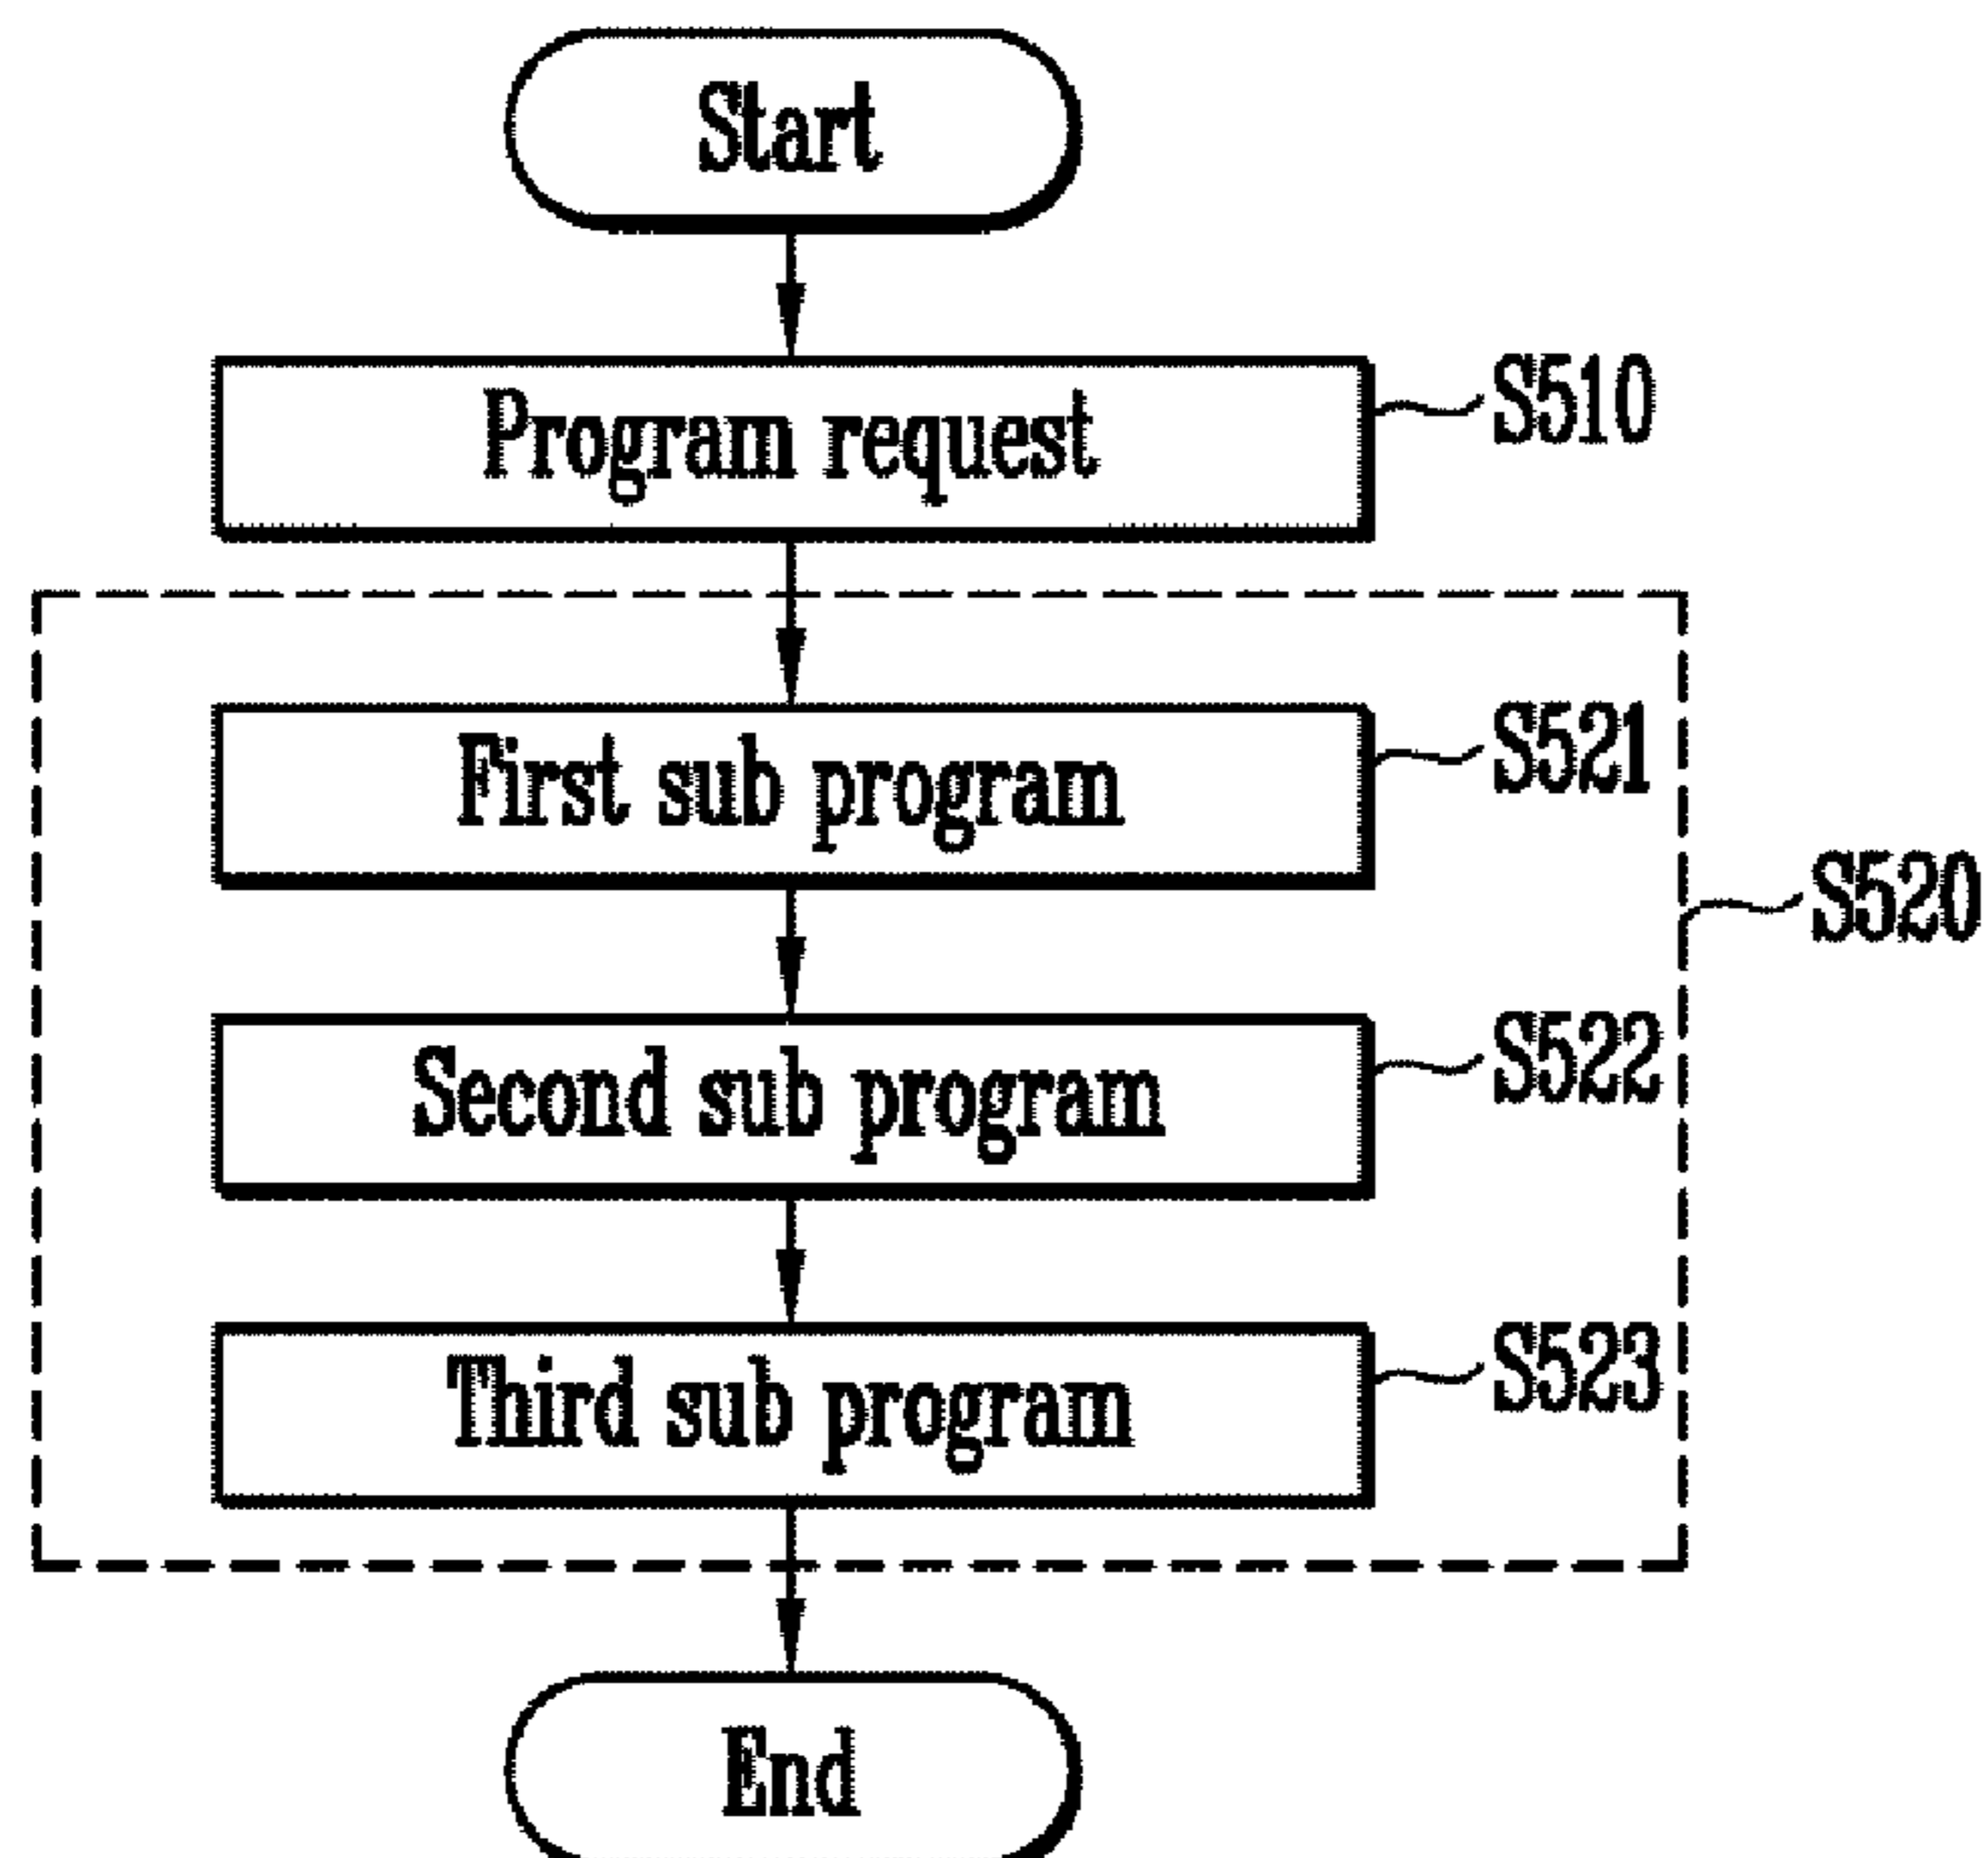 Start
Program request
S510
First sub program
S521
S520
Second sub program
S522
Third sub program
S523
End